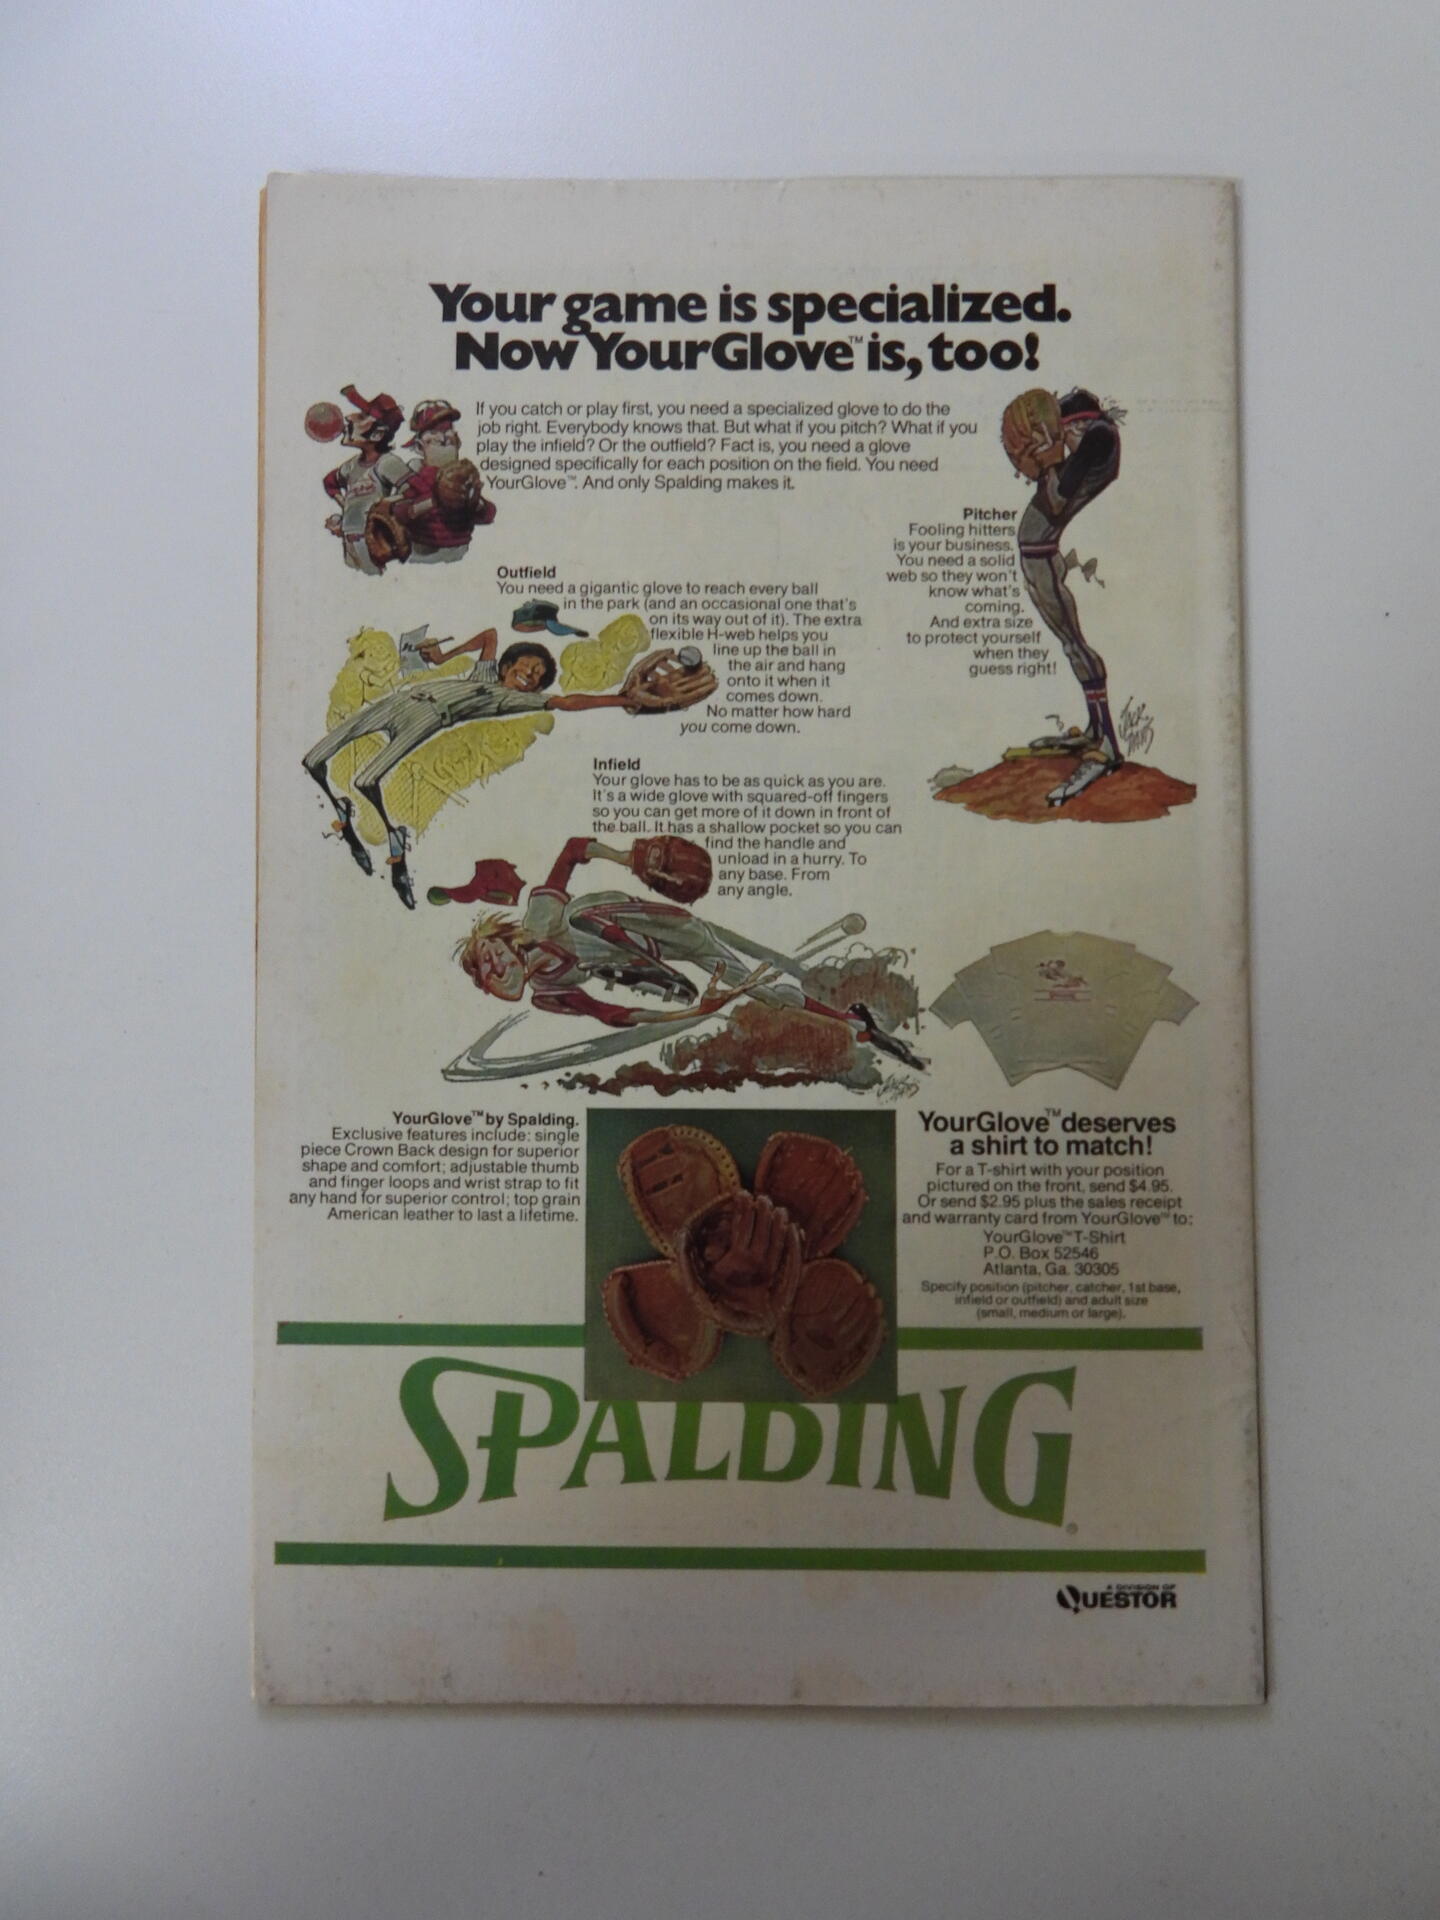 Your game is specialized.
Now YourGlove™ is, too!
If you catch or play first, you need a specialized glove to do the
job right. Everybody knows that. But what if you pitch? What if you
play the infield? Or the outfield? Fact is, you need a glove
designed specifically for each position on the field. You need
YourGlove™. And only Spalding makes it.
Pitcher
Fooling hitters
is your business.
You need a solid
web so they won't
know what's
coming.
And extra size
to protect yourself
when they
guess right!
Outfield
You need a gigantic glove to reach every ball
in the park (and an occasional one that's
on its way out of it). The extra
flexible H-web helps you
line up the ball in
the air and hang
onto it when it
comes down.
No matter how hard
you come down.
JACK
DAVIS
Infield
Your glove has to be as quick as you are.
It's a wide glove with squared-off fingers
so you can get more of it down in front of
the ball. It has a shallow pocket so you can
find the handle and
unload in a hurry. To
any base. From
any angle.
JACK
DAVIS
YourGlove™ by Spalding.
Exclusive features include: single
piece Crown Back design for superior
shape and comfort; adjustable thumb
and finger loops and wrist strap to fit
any hand for superior control; top grain
American leather to last a lifetime.
YourGlove™ deserves
a shirt to match!
For a T-shirt with your position
pictured on the front, send $4.95.
Or send $2.95 plus the sales receipt
and warranty card from YourGlove™ to:
YourGlove™ T-Shirt
P.O. Box 52546
Atlanta, Ga. 30305
Specify position (pitcher, catcher, 1st base,
infield or outfield) and adult size
(small, medium or large).
SPALDING®
A DIVISION OF
QUESTOR